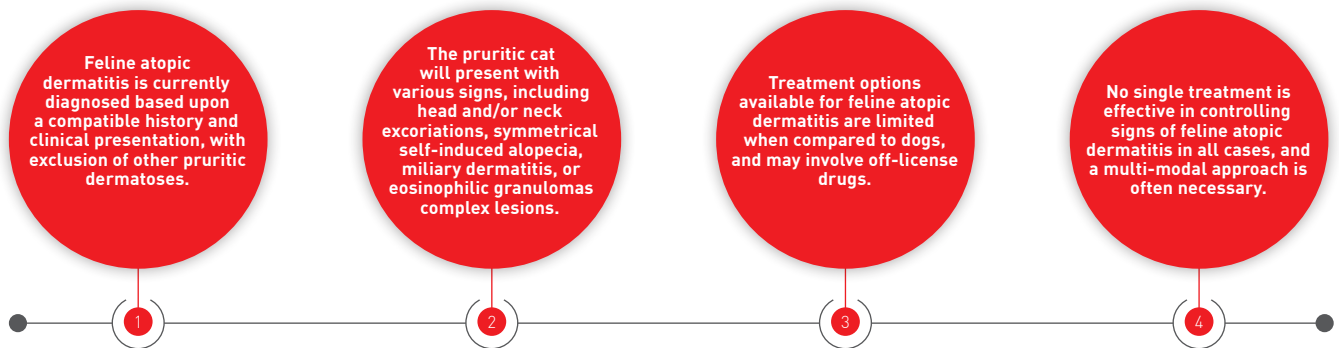 Feline atopic
dermatitis is currently
diagnosed based upon
a compatible history and
clinical presentation, with
exclusion of other pruritic
dermatoses.
The pruritic cat
will present with
various signs, including
head and/or neck
excoriations, symmetrical
self-induced alopecia,
miliary dermatitis, or
eosinophilic granulomas
complex lesions.
Treatment options
available for feline atopic
dermatitis are limited
when compared to dogs,
and may involve off-license
drugs.
No single treatment is
effective in controlling
signs of feline atopic
dermatitis in all cases, and
a multi-modal approach is
often necessary.
1
2
3
4